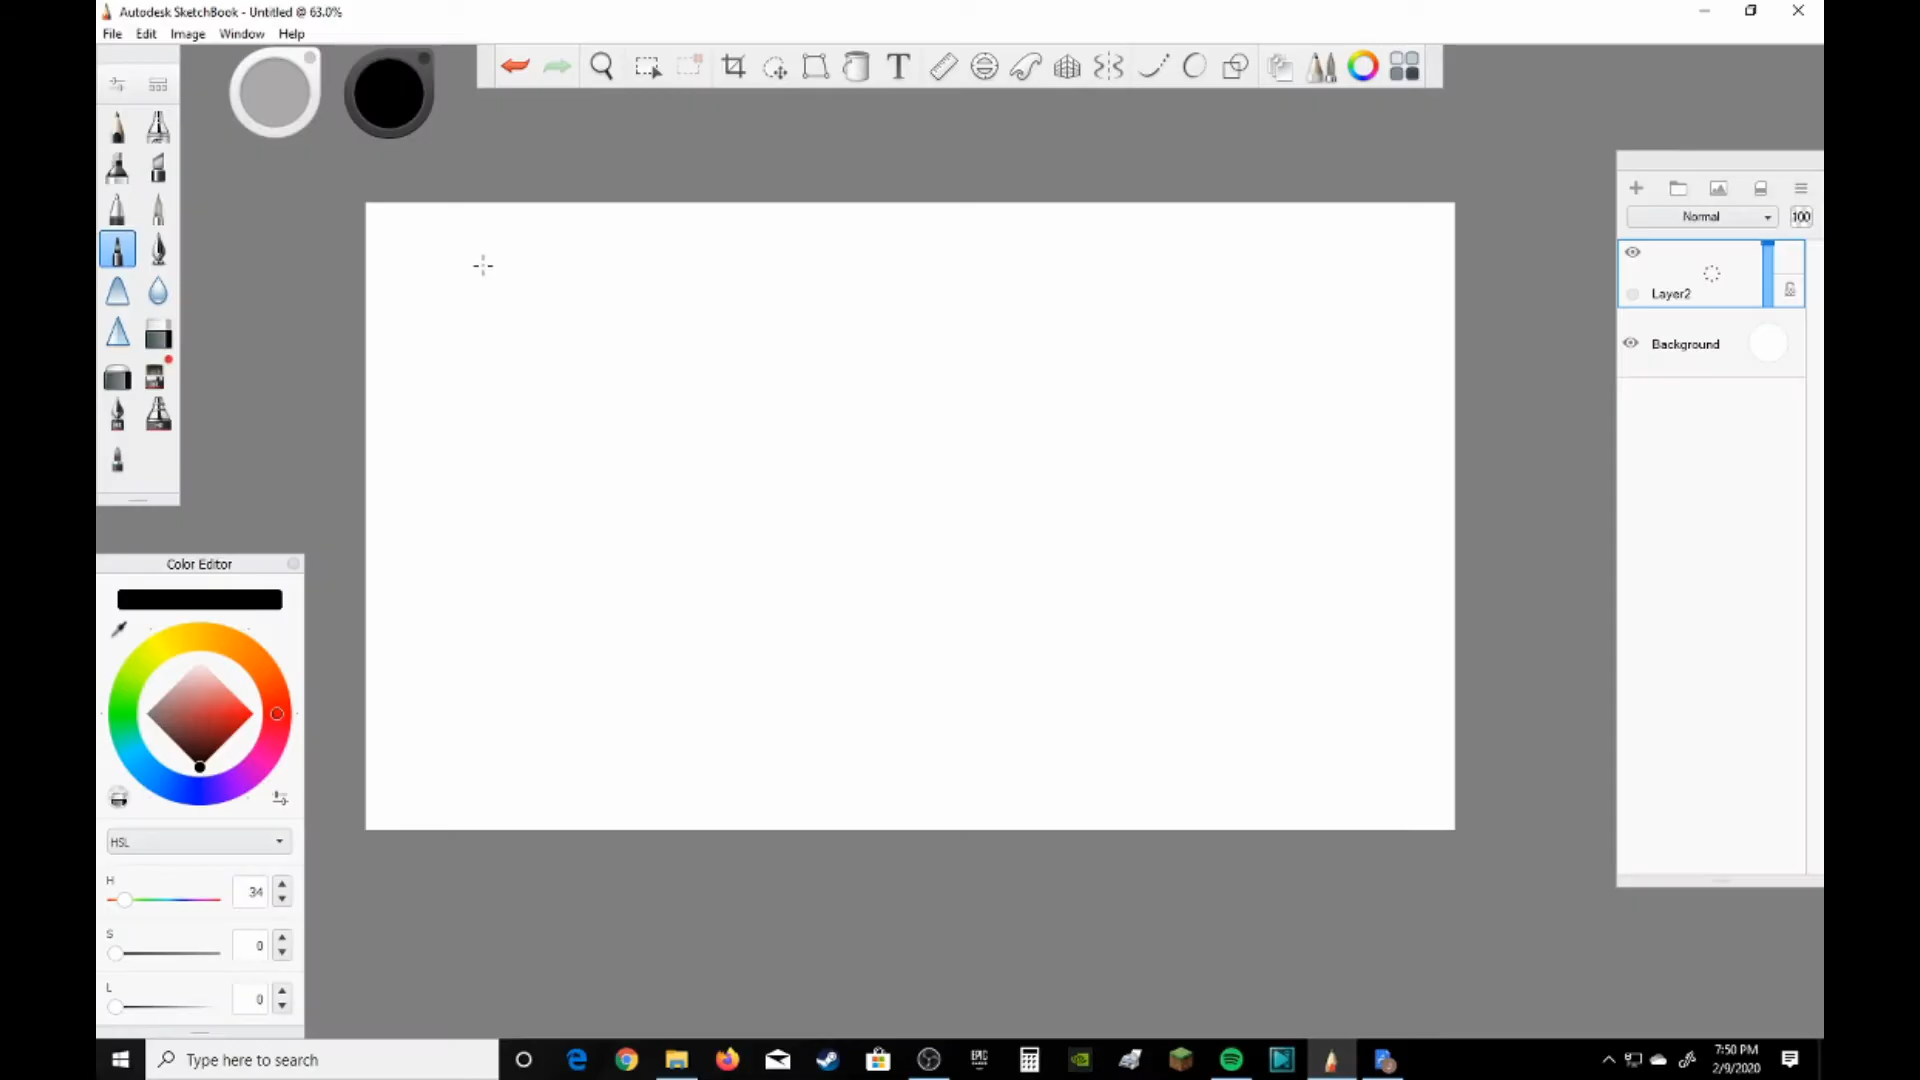 Autodesk SketchBook - Untitled @ 63.0%
File Edit Image Window Help
T
Normal 100
Layer2
Background
Color Editor
HSL
H 34
S 0
L 0
EPIC
Type here to search
7:50 PM
2/9/2020